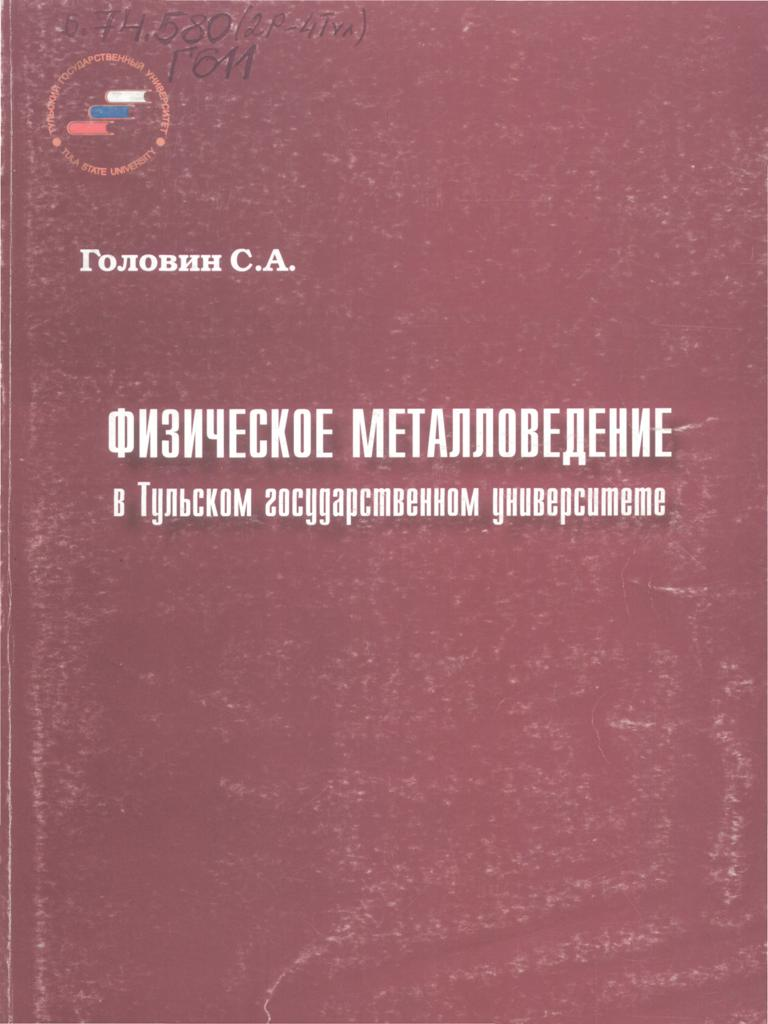 Б.74.580(2Р-4Тул)
Г611
ТУЛЬСКИЙ ГОСУДАРСТВЕННЫЙ УНИВЕРСИТЕТ
TULA STATE UNIVERSITY
Головин С.А.
ФИЗИЧЕСКОЕ МЕТАЛЛОВЕДЕНИЕ
в Тульском государственном университете